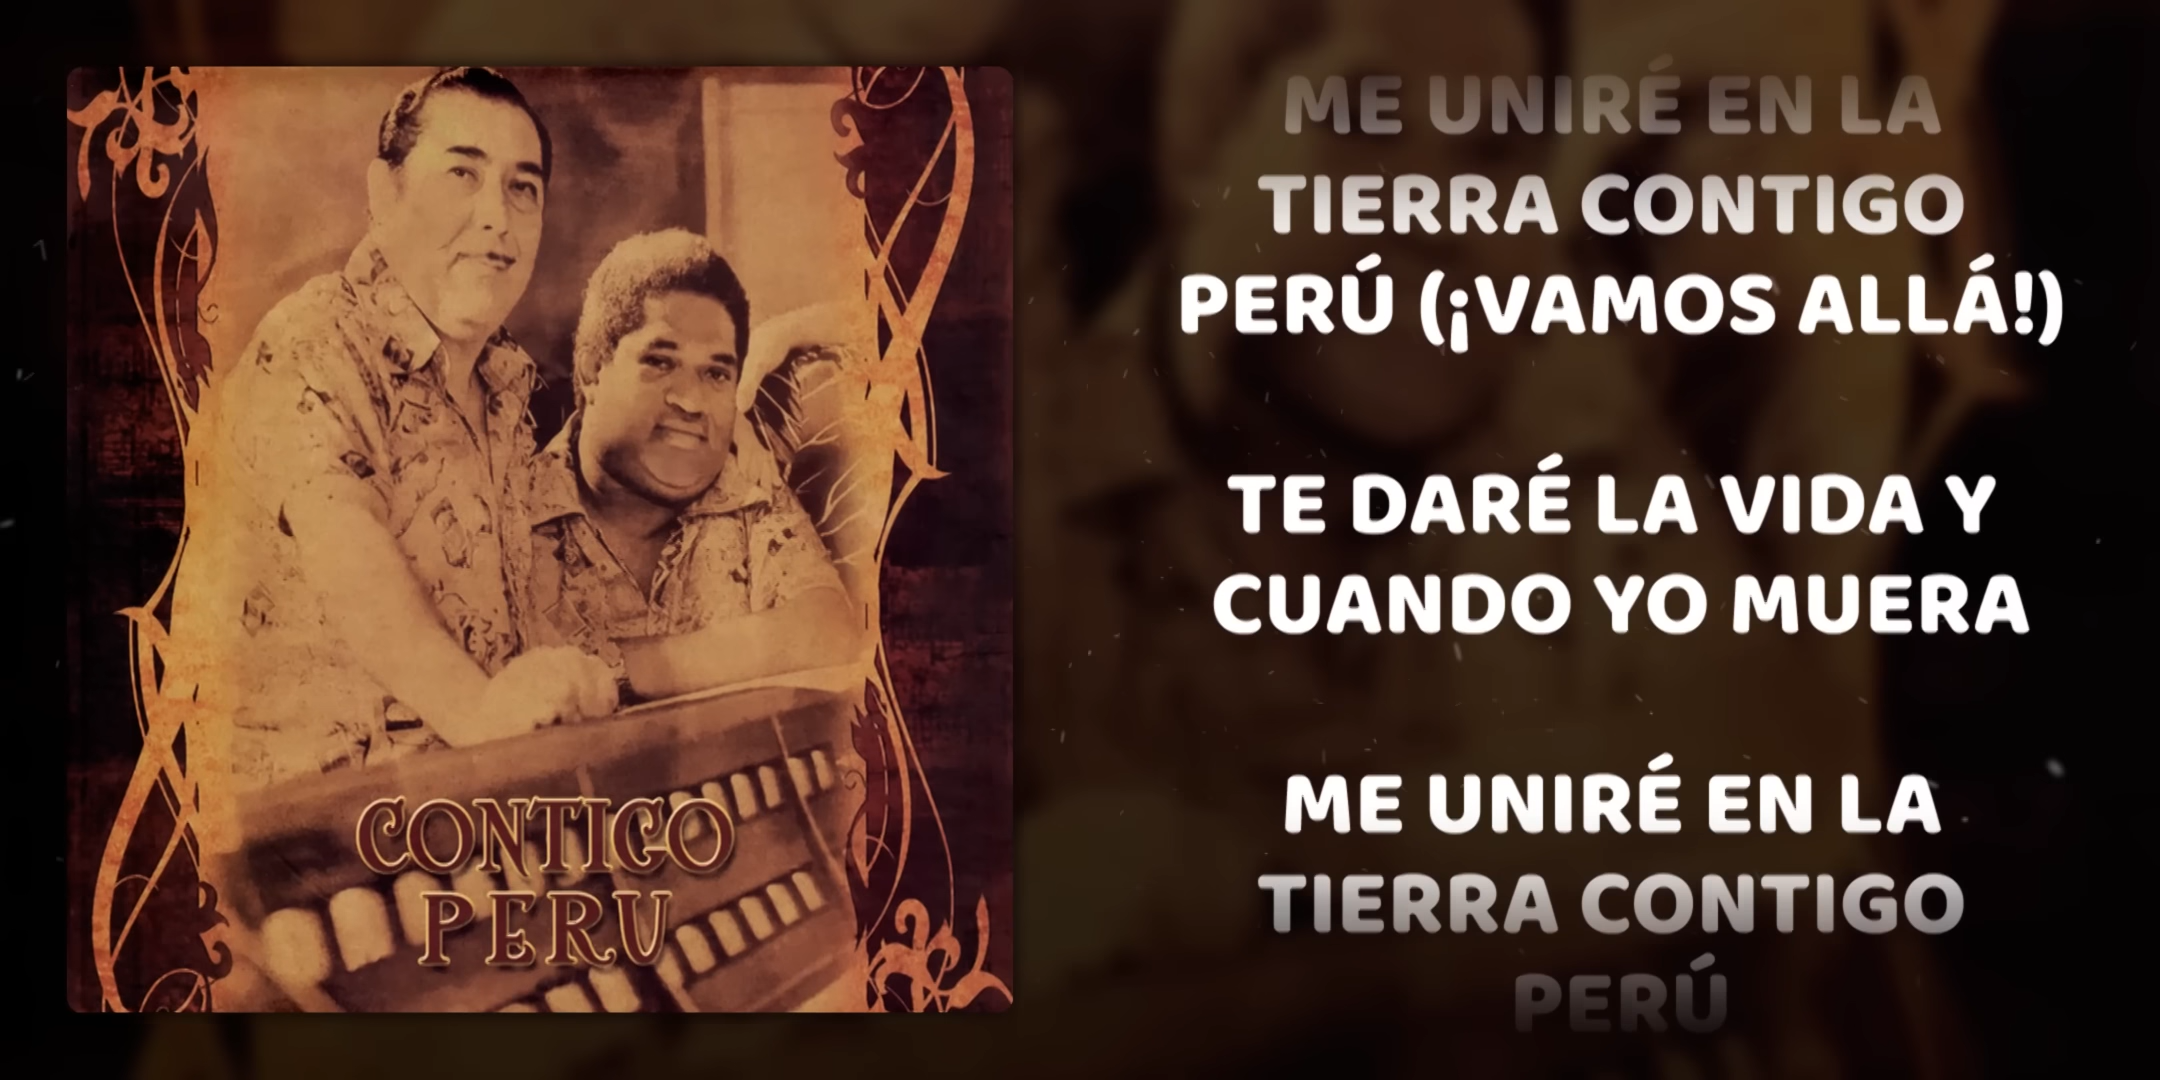 CONTIGO
PERU
ME UNIRÉ EN LA
TIERRA CONTIGO
PERÚ (¡VAMOS ALLÁ!)
TE DARÉ LA VIDA Y
CUANDO YO MUERA
ME UNIRÉ EN LA
TIERRA CONTIGO
PERÚ